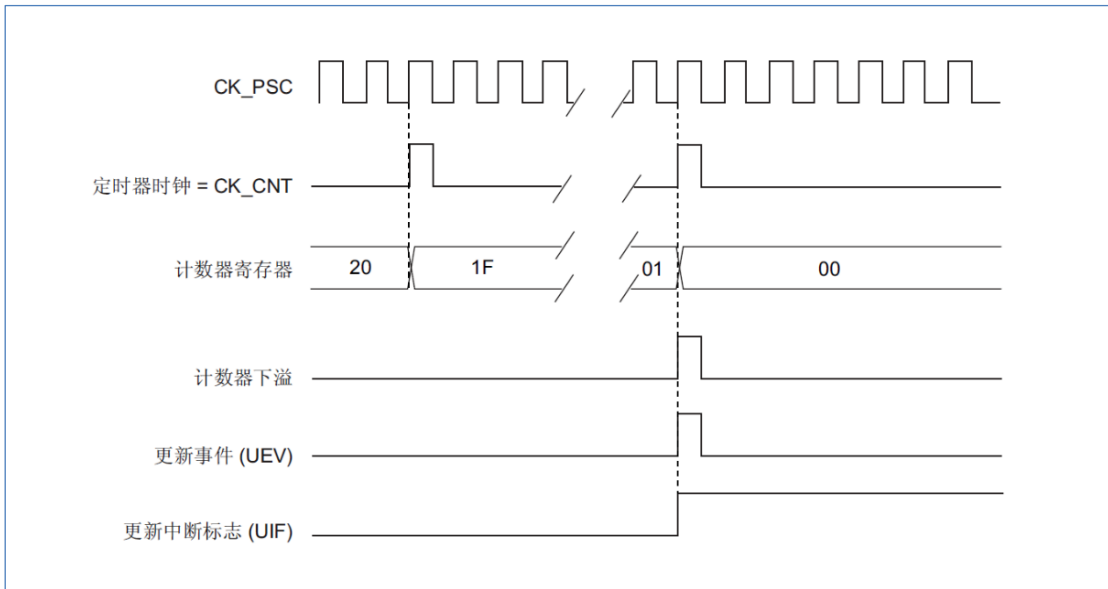 CK_PSC
定时器时钟 = CK_CNT
计数器寄存器
20
1F
01
00
计数器下溢
更新事件 (UEV)
更新中断标志 (UIF)